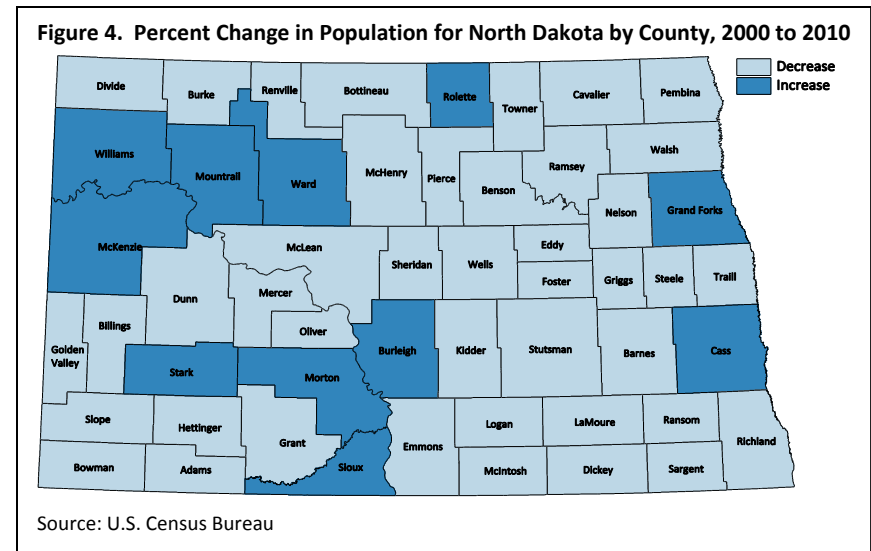 Figure 4. Percent Change in Population for North Dakota by County, 2000 to 2010
Decrease
Increase
Divide
Burke
Renville
Bottineau
Rolette
Towner
Cavalier
Pembina
Williams
Mountrail
Ward
McHenry
Pierce
Benson
Ramsey
Walsh
Nelson
Grand Forks
McKenzie
McLean
Sheridan
Wells
Eddy
Foster
Griggs
Steele
Traill
Dunn
Mercer
Oliver
Billings
Golden
Valley
Stark
Morton
Burleigh
Kidder
Stutsman
Barnes
Cass
Slope
Hettinger
Grant
Emmons
Logan
LaMoure
Ransom
Richland
Bowman
Adams
Sioux
McIntosh
Dickey
Sargent
Source: U.S. Census Bureau